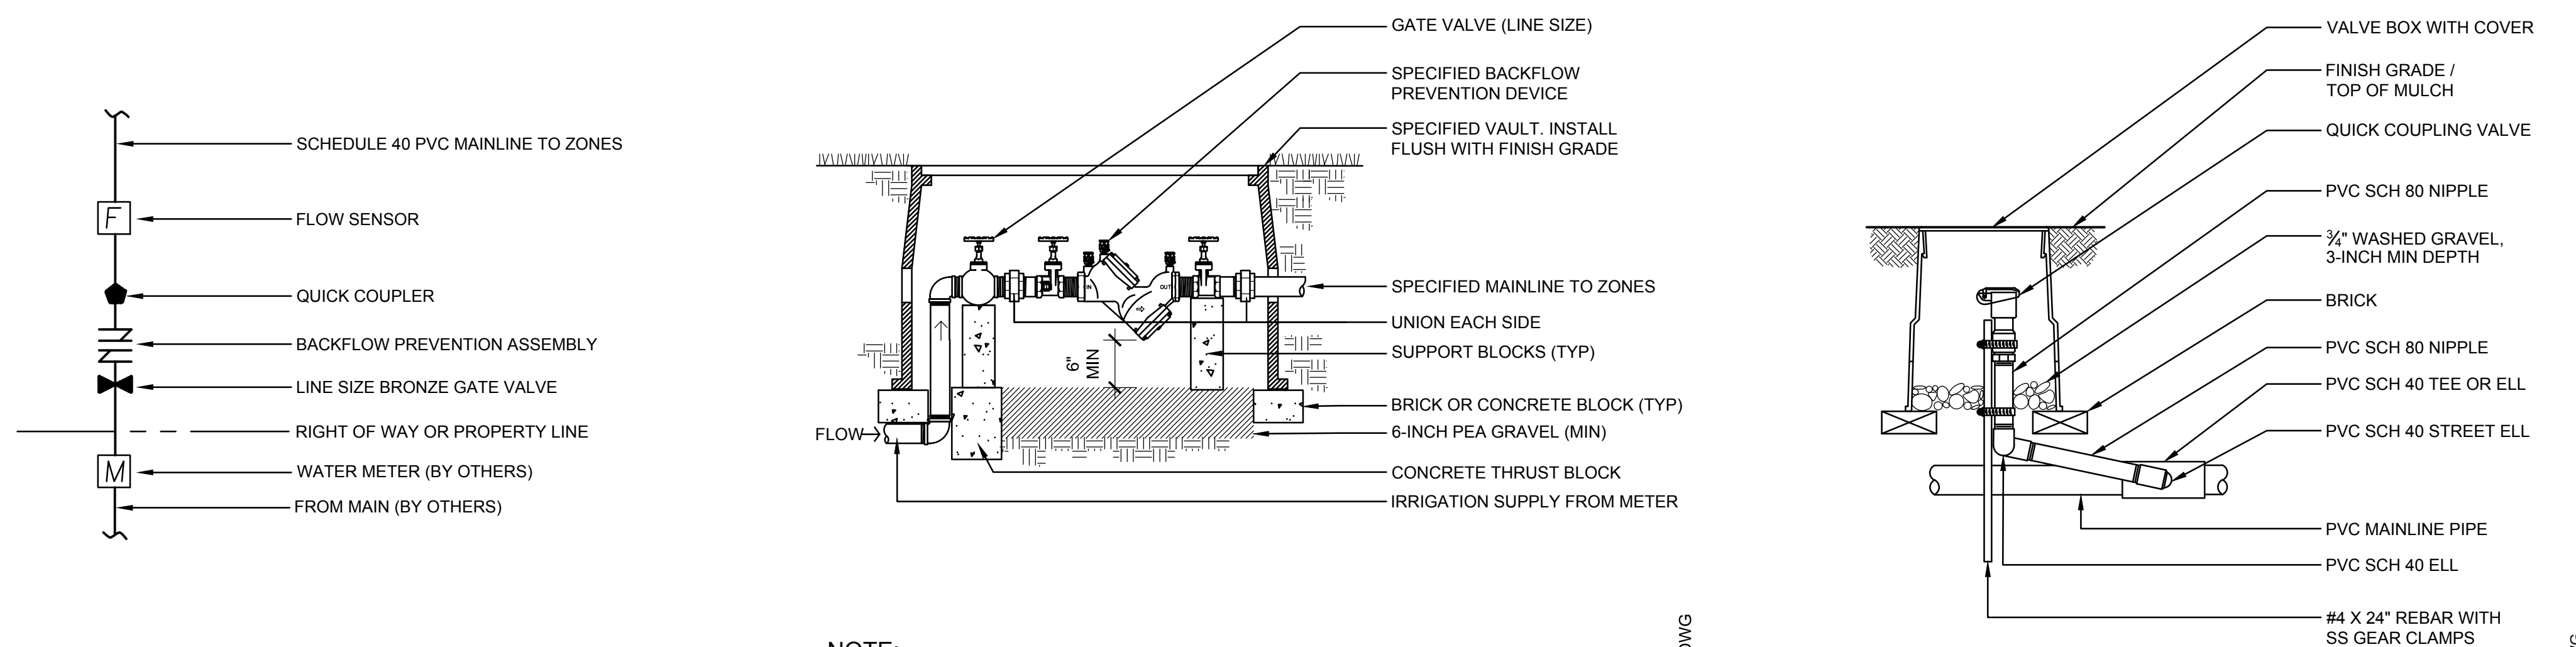 SCHEDULE 40 PVC MAINLINE TO ZONES
F
FLOW SENSOR
QUICK COUPLER
BACKFLOW PREVENTION ASSEMBLY
LINE SIZE BRONZE GATE VALVE
RIGHT OF WAY OR PROPERTY LINE
M
WATER METER (BY OTHERS)
FROM MAIN (BY OTHERS)
GATE VALVE (LINE SIZE)
SPECIFIED BACKFLOW
PREVENTION DEVICE
SPECIFIED VAULT. INSTALL
FLUSH WITH FINISH GRADE
IN
OUT
SPECIFIED MAINLINE TO ZONES
UNION EACH SIDE
6"
MIN
SUPPORT BLOCKS (TYP)
BRICK OR CONCRETE BLOCK (TYP)
FLOW
6-INCH PEA GRAVEL (MIN)
CONCRETE THRUST BLOCK
IRRIGATION SUPPLY FROM METER
NOTE:
DWG
VALVE BOX WITH COVER
FINISH GRADE /
TOP OF MULCH
QUICK COUPLING VALVE
PVC SCH 80 NIPPLE
¾" WASHED GRAVEL,
3-INCH MIN DEPTH
BRICK
PVC SCH 80 NIPPLE
PVC SCH 40 TEE OR ELL
PVC SCH 40 STREET ELL
PVC MAINLINE PIPE
PVC SCH 40 ELL
#4 X 24" REBAR WITH
SS GEAR CLAMPS